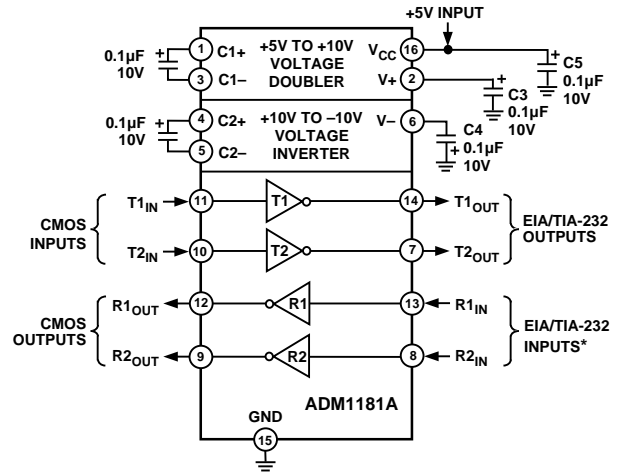 +5V INPUT
0.1µF
10V
+
1
C1+
3
C1–
+5V TO +10V
VOLTAGE
DOUBLER
VCC
16
V+
2
+
C5
0.1µF
10V
+
C3
0.1µF
10V
0.1µF
10V
+
4
C2+
5
C2–
+10V TO –10V
VOLTAGE
INVERTER
V–
6
C4
0.1µF
+
10V
CMOS
INPUTS
T1IN
11
T1
14
T1OUT
T2IN
10
T2
7
T2OUT
EIA/TIA-232
OUTPUTS
CMOS
OUTPUTS
R1OUT
12
R1
13
R1IN
R2OUT
9
R2
8
R2IN
EIA/TIA-232
INPUTS*
ADM1181A
GND
15